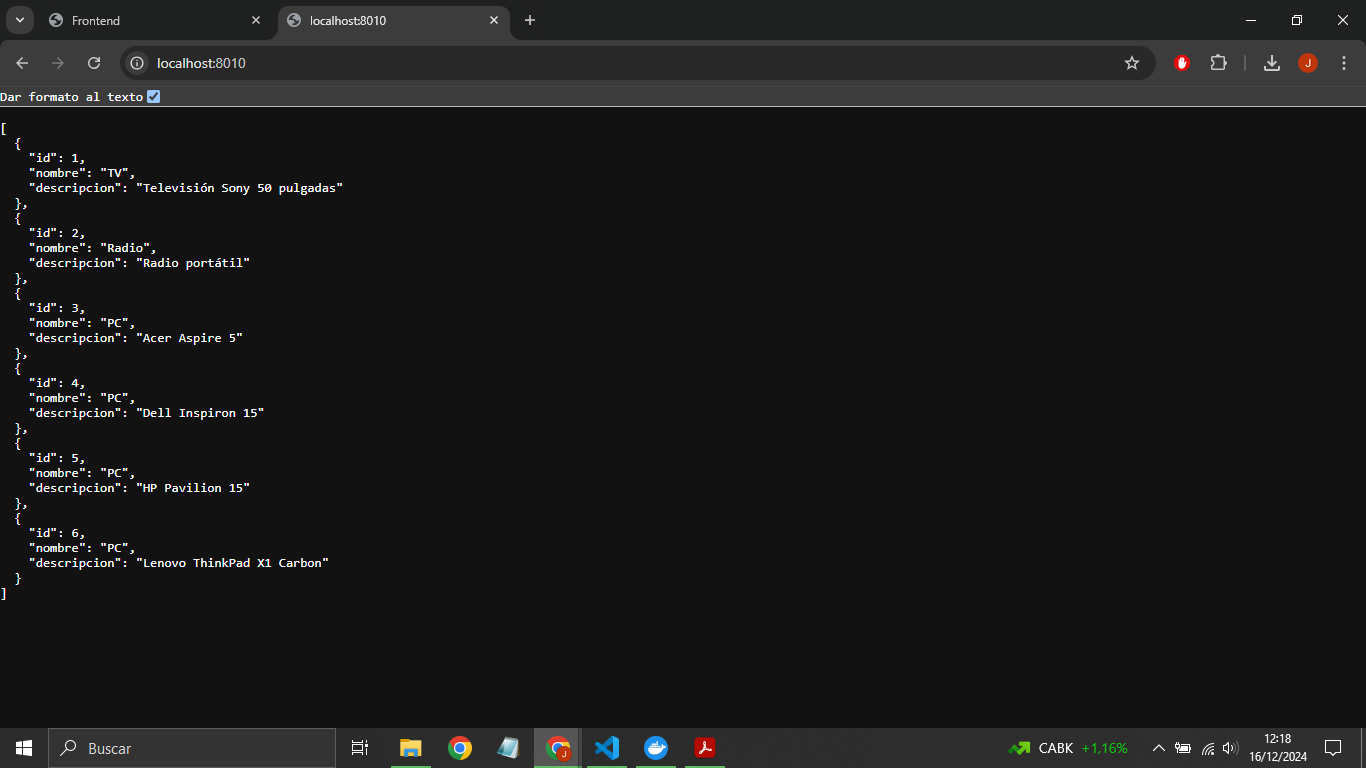 Frontend
localhost:8010
localhost:8010
J
Dar formato al texto
[
  {
    "id": 1,
    "nombre": "TV",
    "descripcion": "Televisión Sony 50 pulgadas"
  },
  {
    "id": 2,
    "nombre": "Radio",
    "descripcion": "Radio portátil"
  },
  {
    "id": 3,
    "nombre": "PC",
    "descripcion": "Acer Aspire 5"
  },
  {
    "id": 4,
    "nombre": "PC",
    "descripcion": "Dell Inspiron 15"
  },
  {
    "id": 5,
    "nombre": "PC",
    "descripcion": "HP Pavilion 15"
  },
  {
    "id": 6,
    "nombre": "PC",
    "descripcion": "Lenovo ThinkPad X1 Carbon"
  }
]
Buscar
J
CABK +1,16%
12:18
16/12/2024